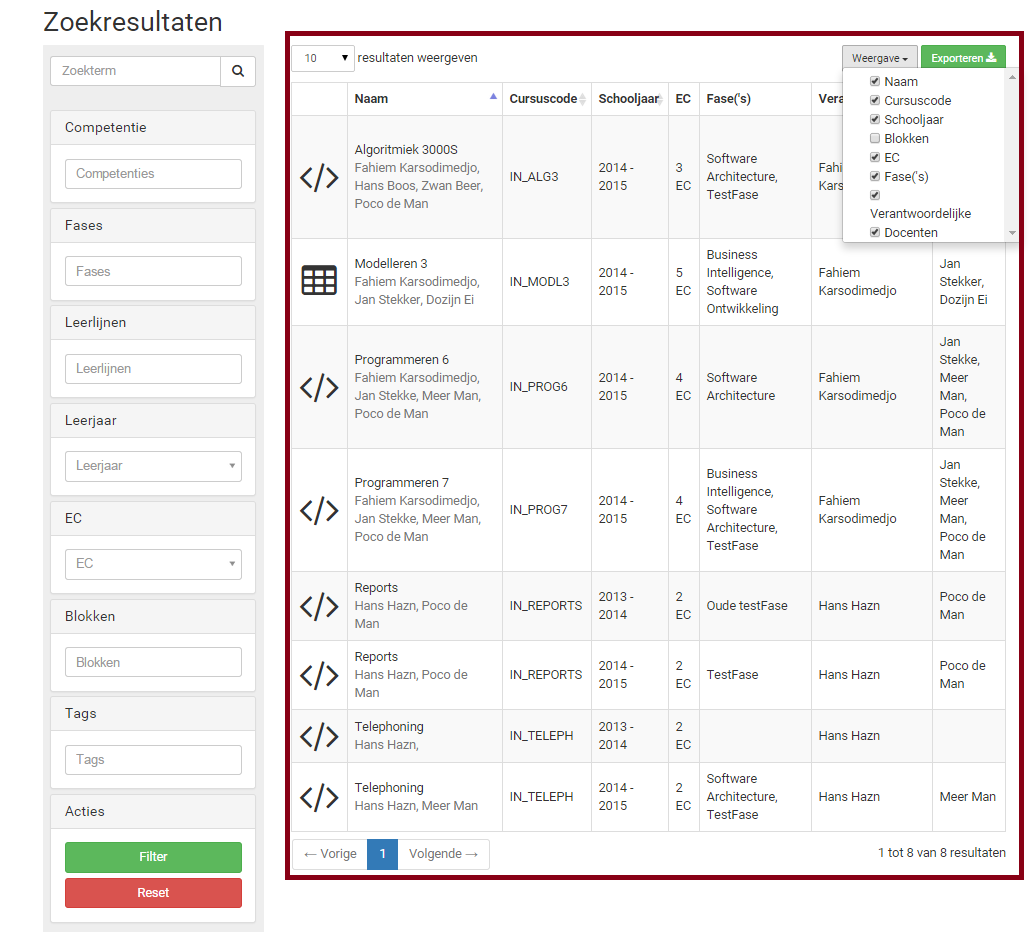 Zoekresultaten
Zoekterm
Competentie
Competenties
Fases
Fases
Leerlijnen
Leerlijnen
Leerjaar
Leerjaar
EC
EC
Blokken
Blokken
Tags
Tags
Acties
Filter
Reset
10 resultaten weergeven
Weergave
Exporteren
Naam
Cursuscode
Schooljaar
Blokken
EC
Fase('s)
Verantwoordelijke
Docenten
Naam Cursuscode Schooljaar EC Fase('s) Vera
Algoritmiek 3000S
Fahiem Karsodimedjo,
Hans Boos, Zwan Beer,
Poco de Man
IN_ALG3
2014 -
2015
3
EC
Software
Architecture,
TestFase
Fahi
Kars
Modelleren 3
Fahiem Karsodimedjo,
Jan Stekker, Dozijn Ei
IN_MODL3
2014 -
2015
5
EC
Business
Intelligence,
Software
Ontwikkeling
Fahiem
Karsodimedjo
Jan
Stekker,
Dozijn Ei
Programmeren 6
Fahiem Karsodimedjo,
Jan Stekke, Meer Man,
Poco de Man
IN_PROG6
2014 -
2015
4
EC
Software
Architecture
Fahiem
Karsodimedjo
Jan
Stekke,
Meer
Man,
Poco de
Man
Programmeren 7
Fahiem Karsodimedjo,
Jan Stekke, Meer Man,
Poco de Man
IN_PROG7
2014 -
2015
4
EC
Business
Intelligence,
Software
Architecture,
TestFase
Fahiem
Karsodimedjo
Jan
Stekke,
Meer
Man,
Poco de
Man
Reports
Hans Hazn, Poco de
Man
IN_REPORTS
2013 -
2014
2
EC
Oude testFase
Hans Hazn
Poco de
Man
Reports
Hans Hazn, Poco de
Man
IN_REPORTS
2014 -
2015
2
EC
TestFase
Hans Hazn
Poco de
Man
Telephoning
Hans Hazn,
IN_TELEPH
2013 -
2014
2
EC
Hans Hazn
Telephoning
Hans Hazn, Meer Man
IN_TELEPH
2014 -
2015
2
EC
Software
Architecture,
TestFase
Hans Hazn
Meer Man
← Vorige 1 Volgende →
1 tot 8 van 8 resultaten